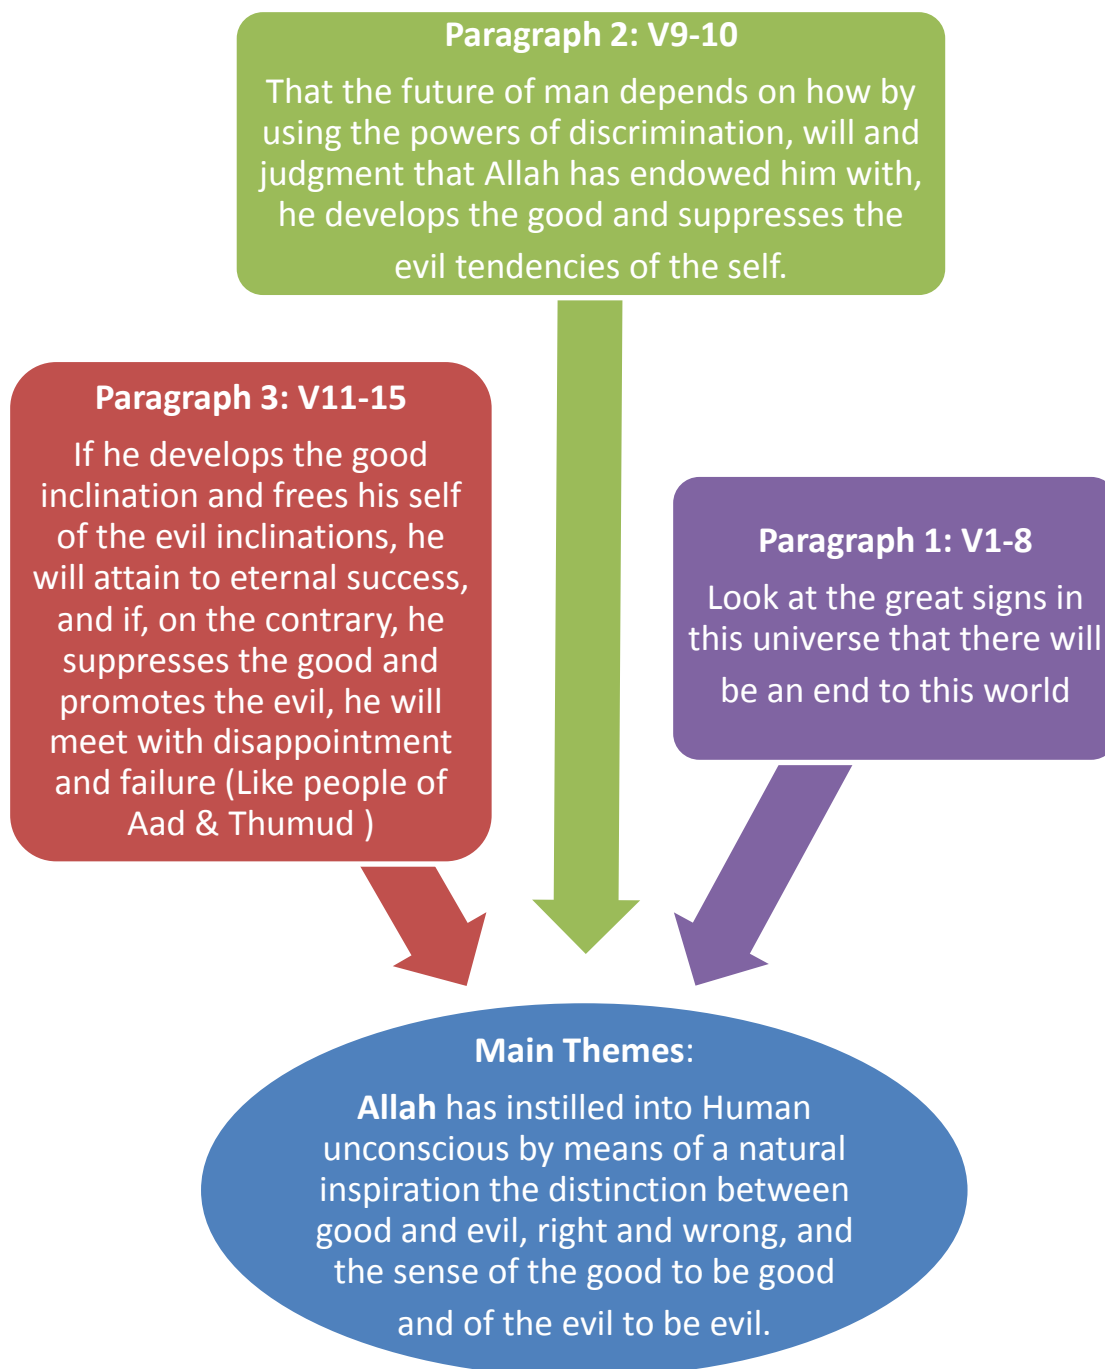 Paragraph 2: V9-10
That the future of man depends on how by
using the powers of discrimination, will and
judgment that Allah has endowed him with,
he develops the good and suppresses the
evil tendencies of the self.
Paragraph 3: V11-15
If he develops the good
inclination and frees his self
of the evil inclinations, he
will attain to eternal success,
and if, on the contrary, he
suppresses the good and
promotes the evil, he will
meet with disappointment
and failure (Like people of
Aad & Thumud )
Paragraph 1: V1-8
Look at the great signs in
this universe that there will
be an end to this world
Main Themes:
Allah has instilled into Human
unconscious by means of a natural
inspiration the distinction between
good and evil, right and wrong, and
the sense of the good to be good
and of the evil to be evil.